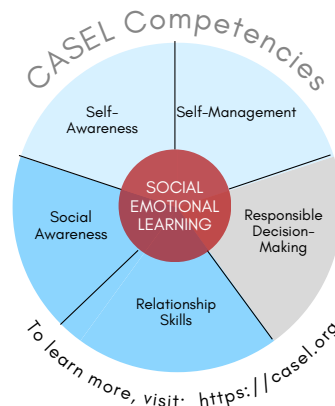 CASEL Competencies
Self-
Awareness
Self-Management
SOCIAL
EMOTIONAL
LEARNING
Social
Awareness
Responsible
Decision-
Making
Relationship
Skills
To learn more, visit: https://casel.org